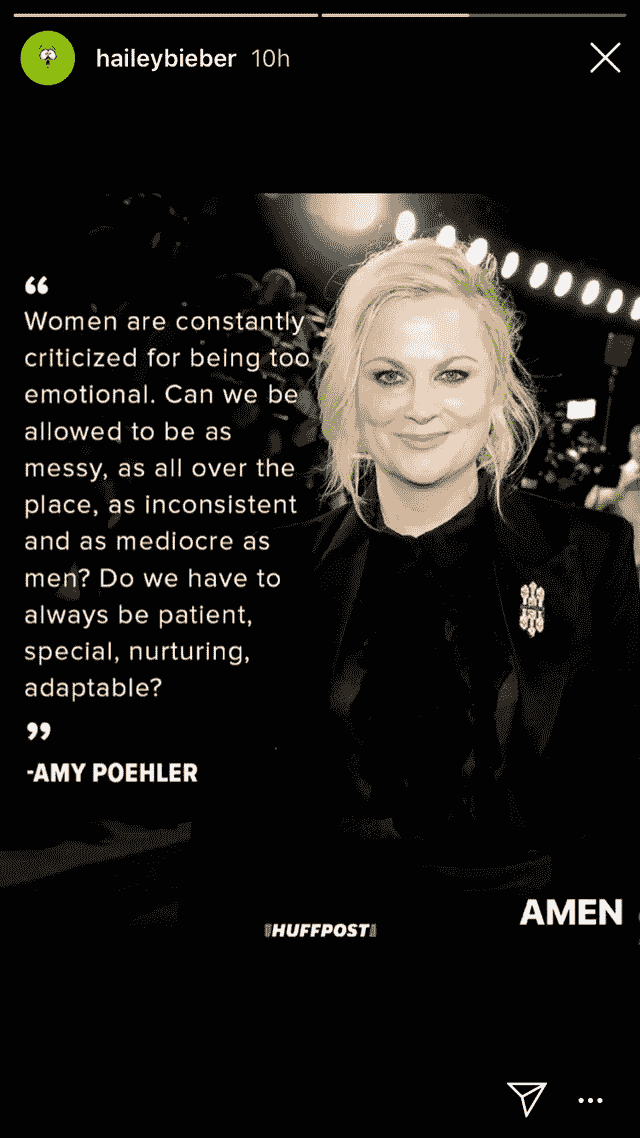 haileybieber 10h
“
Women are constantly
criticized for being too
emotional. Can we be
allowed to be as
messy, as all over the
place, as inconsistent
and as mediocre as
men? Do we have to
always be patient,
special, nurturing,
adaptable?
”
-AMY POEHLER
AMEN
HUFFPOST